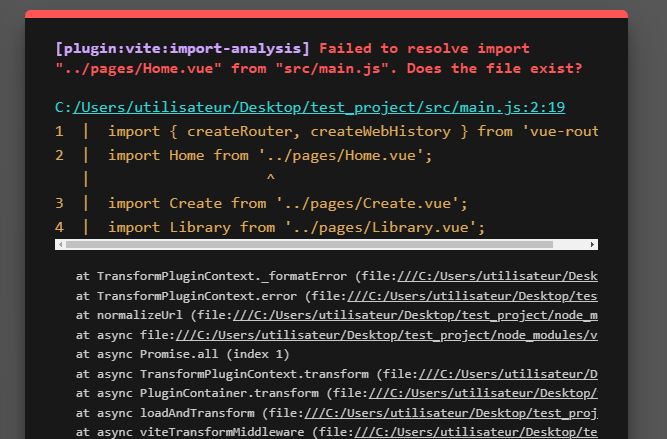 [plugin:vite:import-analysis] Failed to resolve import
"../pages/Home.vue" from "src/main.js". Does the file exist?
C:/Users/utilisateur/Desktop/test_project/src/main.js:2:19
1 | import { createRouter, createWebHistory } from 'vue-rout
2 | import Home from '../pages/Home.vue';
| ^
3 | import Create from '../pages/Create.vue';
4 | import Library from '../pages/Library.vue';
at TransformPluginContext._formatError (file:///C:/Users/utilisateur/Desk
at TransformPluginContext.error (file:///C:/Users/utilisateur/Desktop/tes
at normalizeUrl (file:///C:/Users/utilisateur/Desktop/test_project/node_m
at async file:///C:/Users/utilisateur/Desktop/test_project/node_modules/v
at async Promise.all (index 1)
at async TransformPluginContext.transform (file:///C:/Users/utilisateur/D
at async PluginContainer.transform (file:///C:/Users/utilisateur/Desktop/
at async loadAndTransform (file:///C:/Users/utilisateur/Desktop/test_proj
at async viteTransformMiddleware (file:///C:/Users/utilisateur/Desktop/te